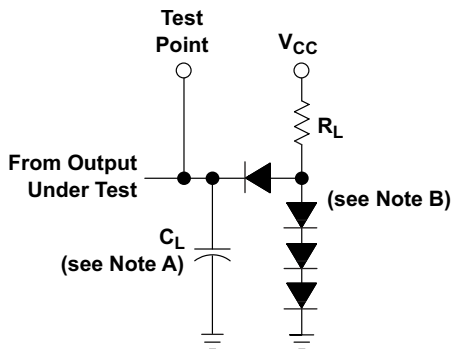 Test
Point
VCC
RL
From Output
Under Test
(see Note B)
CL
(see Note A)